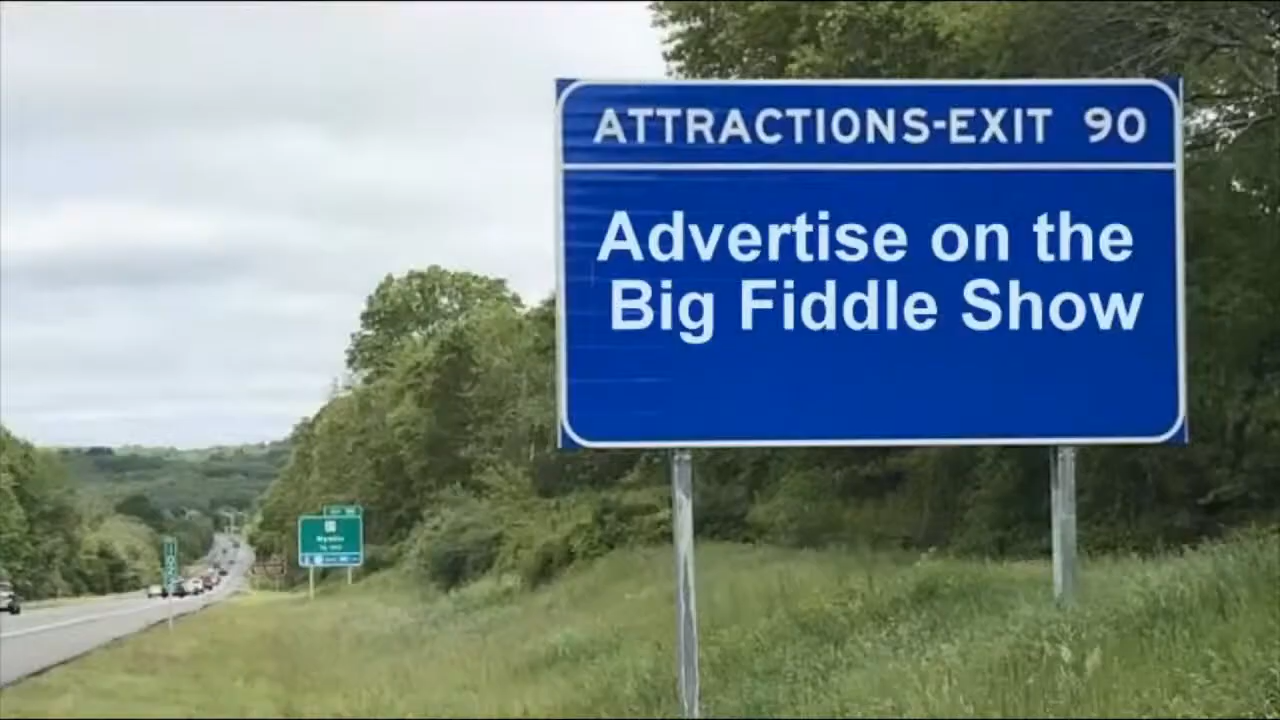 ATTRACTIONS-EXIT 90
Advertise on the
Big Fiddle Show